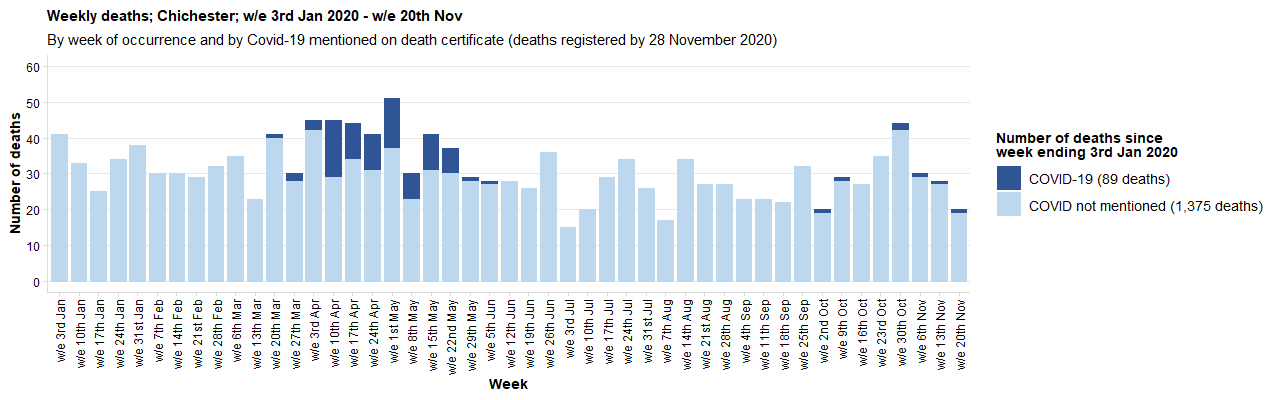 Weekly deaths; Chichester; w/e 3rd Jan 2020 - w/e 20th Nov
By week of occurrence and by Covid-19 mentioned on death certificate (deaths registered by 28 November 2020)
Number of deaths
60
50
40
30
20
10
0
w/e 3rd Jan
w/e 10th Jan
w/e 17th Jan
w/e 24th Jan
w/e 31st Jan
w/e 7th Feb
w/e 14th Feb
w/e 21st Feb
w/e 28th Feb
w/e 6th Mar
w/e 13th Mar
w/e 20th Mar
w/e 27th Mar
w/e 3rd Apr
w/e 10th Apr
w/e 17th Apr
w/e 24th Apr
w/e 1st May
w/e 8th May
w/e 15th May
w/e 22nd May
w/e 29th May
w/e 5th Jun
w/e 12th Jun
w/e 19th Jun
w/e 26th Jun
w/e 3rd Jul
w/e 10th Jul
w/e 17th Jul
w/e 24th Jul
w/e 31st Jul
w/e 7th Aug
w/e 14th Aug
w/e 21st Aug
w/e 28th Aug
w/e 4th Sep
w/e 11th Sep
w/e 18th Sep
w/e 25th Sep
w/e 2nd Oct
w/e 9th Oct
w/e 16th Oct
w/e 23rd Oct
w/e 30th Oct
w/e 6th Nov
w/e 13th Nov
w/e 20th Nov
Week
Number of deaths since
week ending 3rd Jan 2020
COVID-19 (89 deaths)
COVID not mentioned (1,375 deaths)